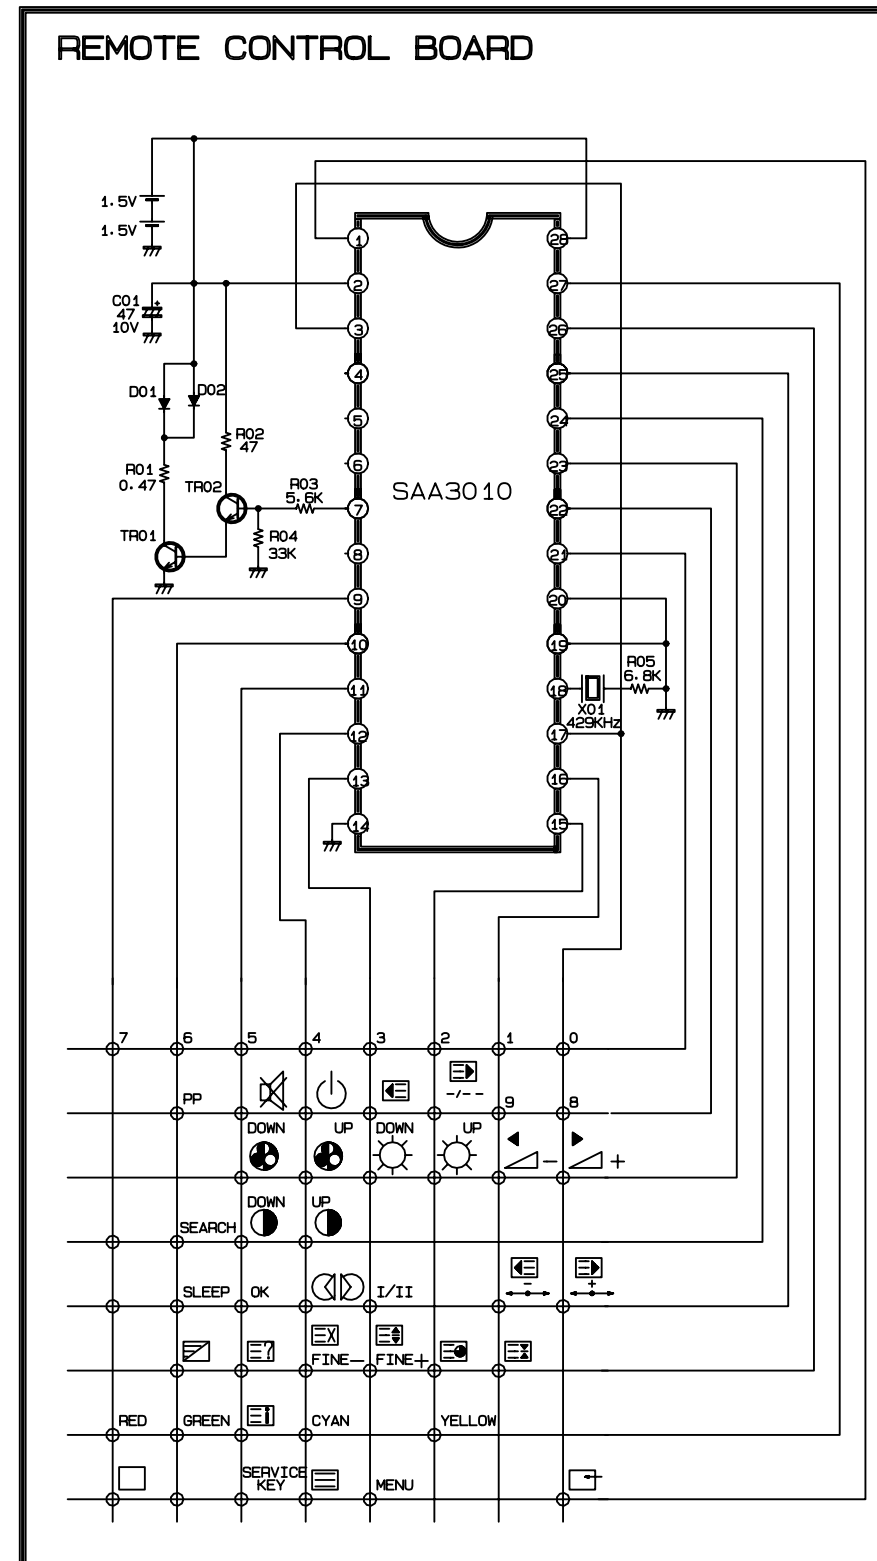 REMOTE CONTROL BOARD
1.5V
1.5V
1
28
2
27
C01
47
10V
3
26
4
25
D01
D02
5
24
R02
47
6
23
R01
0.47
TR02
R03
5.6K
SAA3010
7
22
TR01
R04
33K
8
21
9
20
10
19
R05
6.8K
11
18
X01
429KHz
12
17
13
16
14
15
7
6
5
4
3
2
1
0
PP
-/--
9
8
DOWN
UP
DOWN
UP
-
+
SEARCH
DOWN
UP
SLEEP
OK
I/II
-
+
?
X
FINE-
FINE+
RED
GREEN
i
CYAN
YELLOW
SERVICE
KEY
MENU